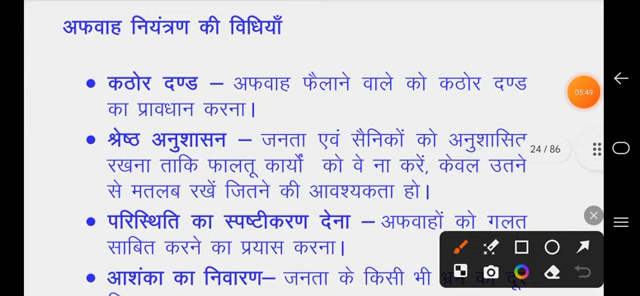 अफवाह नियंत्रण की विधियाँ
● कठोर दण्ड – अफवाह फैलाने वाले को कठोर दण्ड
का प्रावधान करना।
● श्रेष्ठ अनुशासन – जनता एवं सैनिकों को अनुशासित
रखना ताकि फालतू कार्यों को वे ना करें, केवल उतने
से मतलब रखें जितने की आवश्यकता हो।
● परिस्थिति का स्पष्टीकरण देना – अफवाहों को गलत
साबित करने का प्रयास करना।
● आशंका का निवारण– जनता के किसी भी
05:49
24 / 86